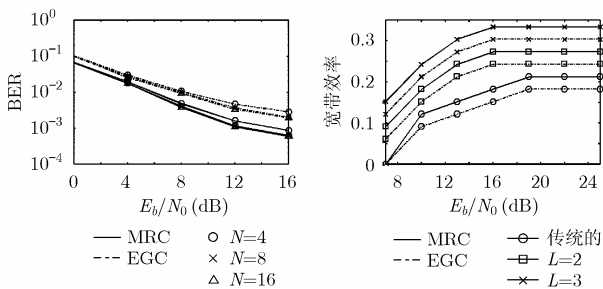 BER
10^0
10^-1
10^-2
10^-3
10^-4
0 4 8 12 16
E_b/N_0 (dB)
MRC
EGC
N=4
N=8
N=16
宽带效率
0.3
0.2
0.1
0
8 12 16 20 24
E_b/N_0 (dB)
MRC
EGC
传统的
L=2
L=3